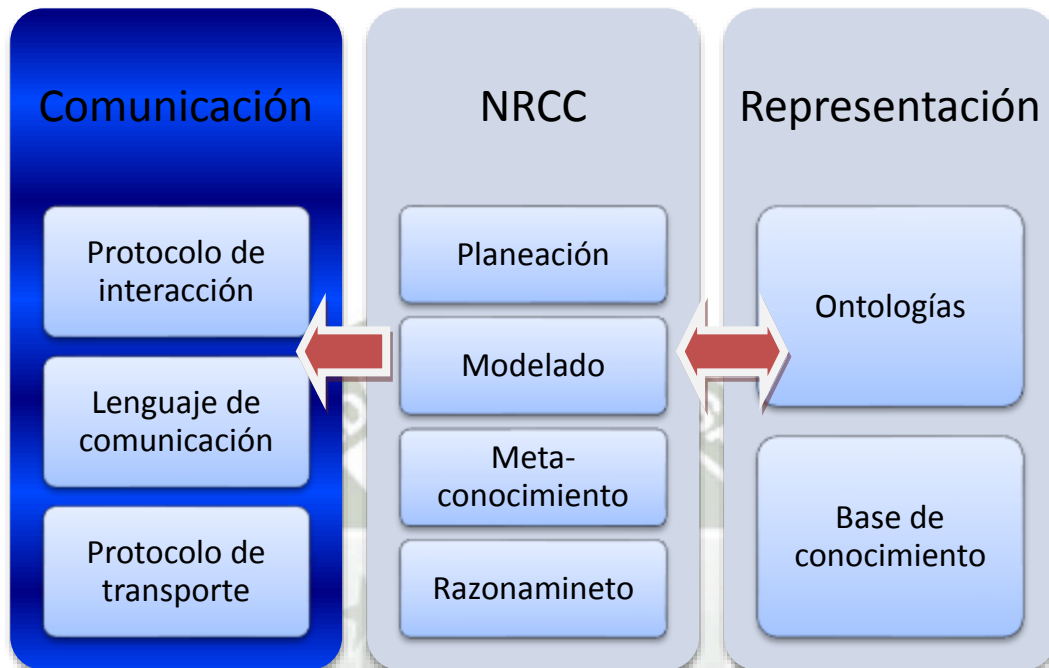 Comunicación
Protocolo de
interacción
Lenguaje de
comunicación
Protocolo de
transporte
NRCC
Planeación
Modelado
Meta-
conocimiento
Razonamineto
Representación
Ontologías
Base de
conocimiento